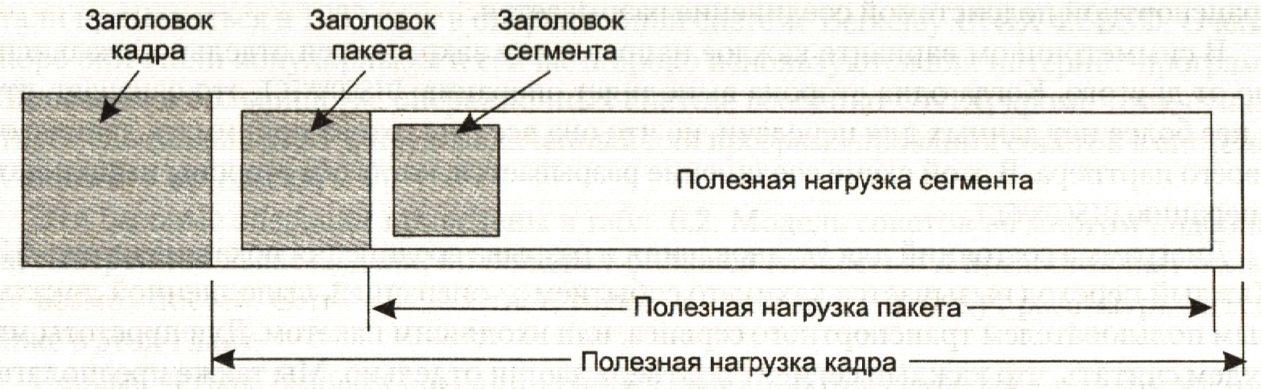 Заголовок
кадра
Заголовок
пакета
Заголовок
сегмента
Полезная нагрузка сегмента
Полезная нагрузка пакета
Полезная нагрузка кадра